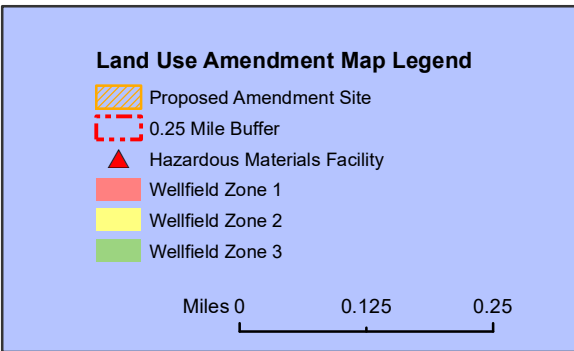 Land Use Amendment Map Legend
Proposed Amendment Site
0.25 Mile Buffer
Hazardous Materials Facility
Wellfield Zone 1
Wellfield Zone 2
Wellfield Zone 3
Miles 0 0.125 0.25